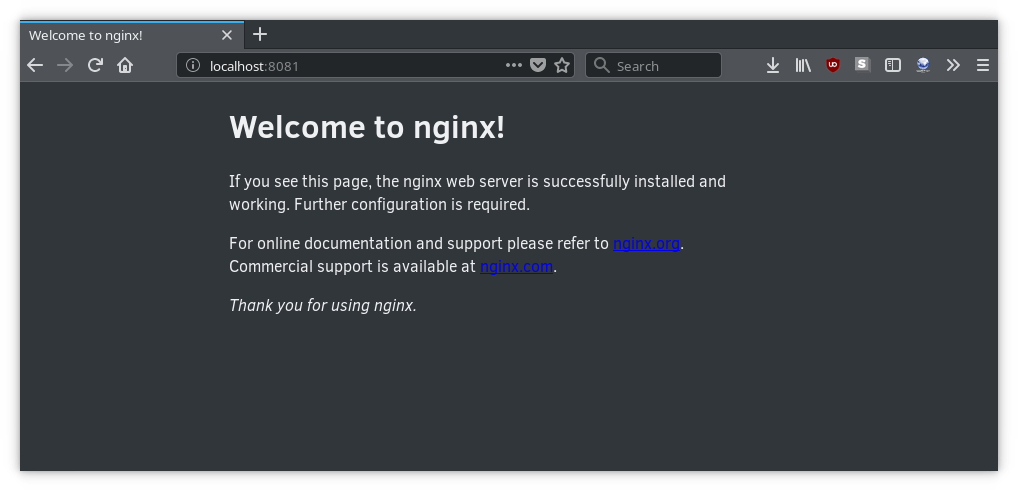 Welcome to nginx!
localhost:8081
Search
UO
S
Welcome to nginx!
If you see this page, the nginx web server is successfully installed and
working. Further configuration is required.
For online documentation and support please refer to nginx.org.
Commercial support is available at nginx.com.
Thank you for using nginx.